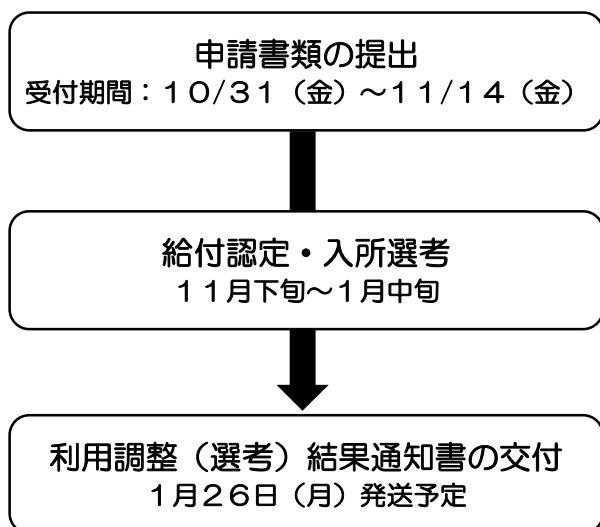 申請書類の提出
受付期間：１０/３１（金）～１１/１４（金）
給付認定・入所選考
１１月下旬～１月中旬
利用調整（選考）結果通知書の交付
１月２６日（月）発送予定